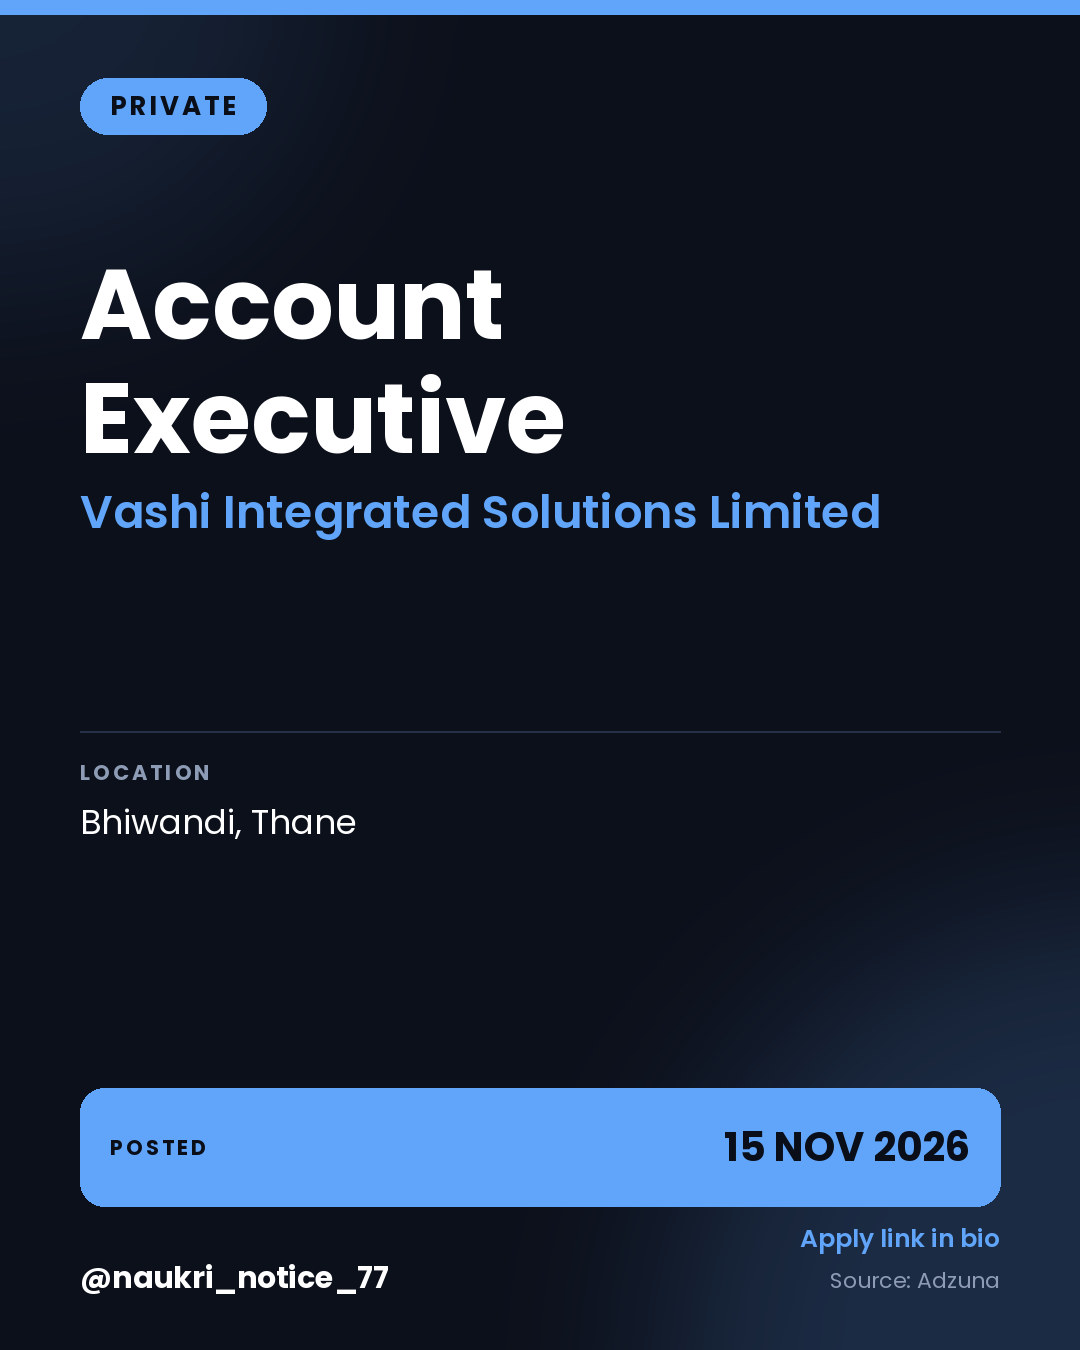 PRIVATE
Account
Executive
Vashi Integrated Solutions Limited
LOCATION
Bhiwandi, Thane
POSTED
15 NOV 2026
Apply link in bio
@naukri_notice_77
Source: Adzuna